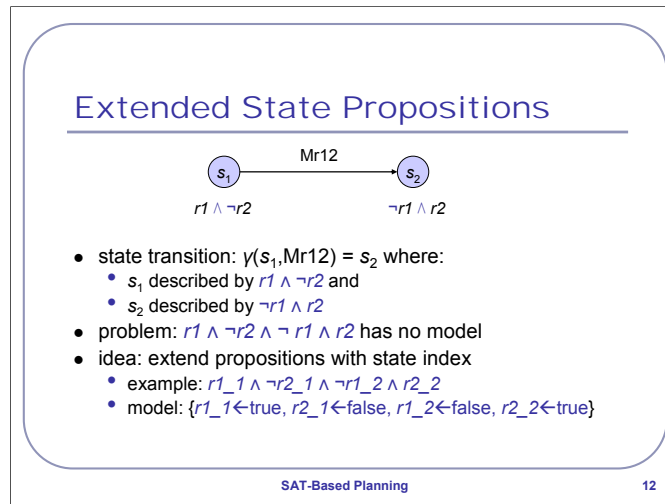 Extended State Propositions
Mr12
s₁ s₂
r1 ∧ ¬r2 ¬r1 ∧ r2
• state transition: γ(s₁,Mr12) = s₂ where:
• s₁ described by r1 ∧ ¬r2 and
• s₂ described by ¬r1 ∧ r2
• problem: r1 ∧ ¬r2 ∧ ¬ r1 ∧ r2 has no model
• idea: extend propositions with state index
• example: r1_1 ∧ ¬r2_1 ∧ ¬r1_2 ∧ r2_2
• model: {r1_1←true, r2_1←false, r1_2←false, r2_2←true}
SAT-Based Planning 12